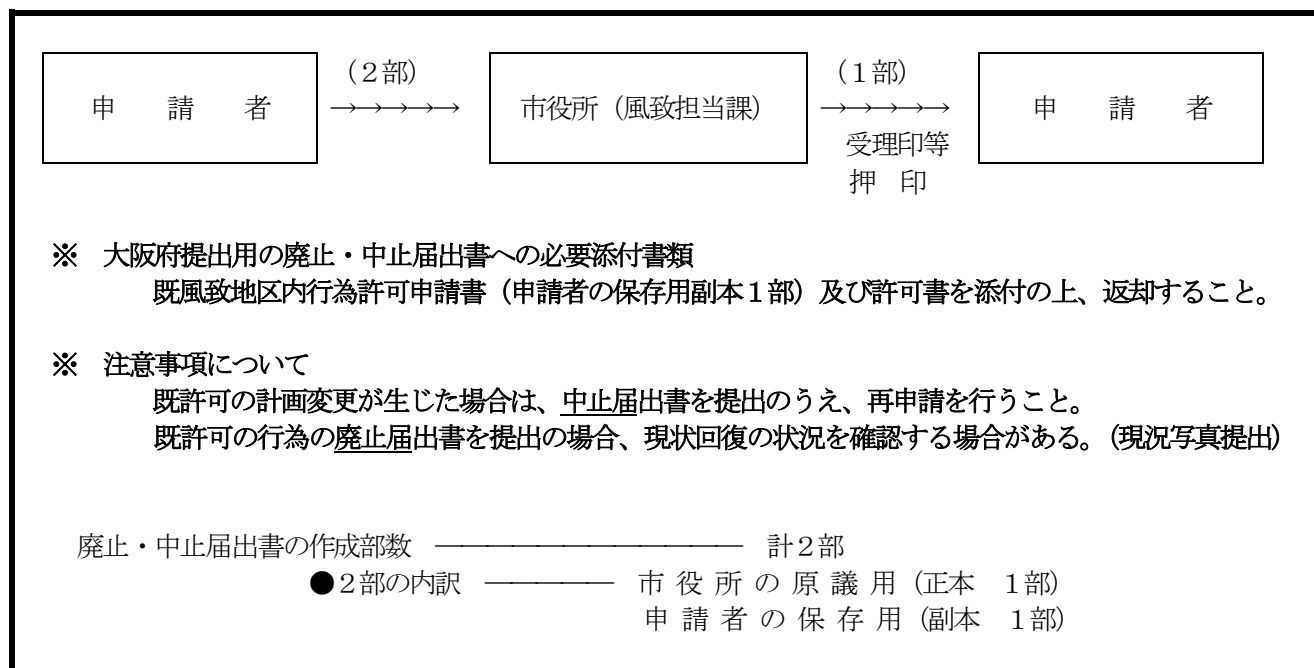 （２部）　（１部）
申　請　者　→→→→→　市役所（風致担当課）　→→→→→　申　請　者
受理印等
押　印
※　大阪府提出用の廃止・中止届出書への必要添付書類
既風致地区内行為許可申請書（申請者の保存用副本１部）及び許可書を添付の上、返却すること。
※　注意事項について
既許可の計画変更が生じた場合は、中止届出書を提出のうえ、再申請を行うこと。
既許可の行為の廃止届出書を提出の場合、現状回復の状況を確認する場合がある。（現況写真提出）
廃止・中止届出書の作成部数　――――――――――――　計２部
●２部の内訳　―――――　市 役 所 の 原 議 用（正本　１部）
申 請 者 の 保 存 用（副本　１部）